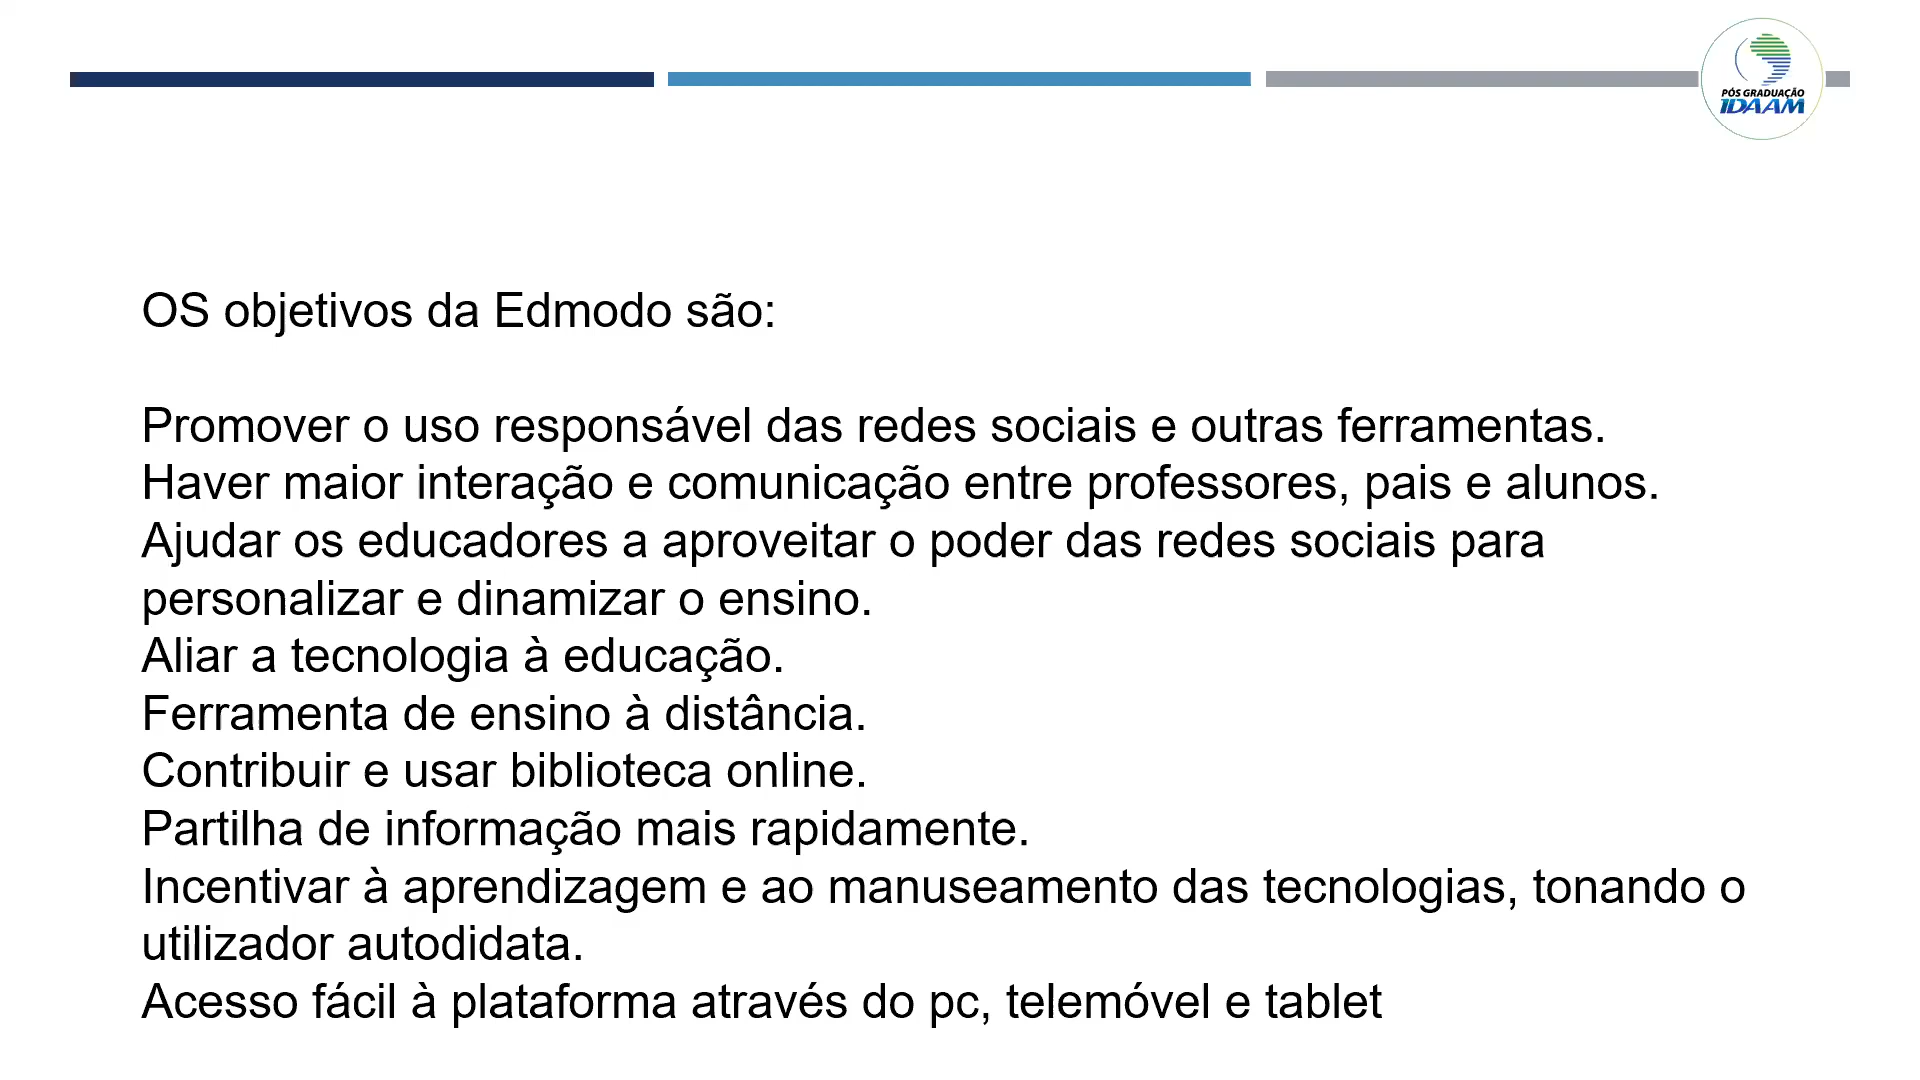 PÓS GRADUAÇÃO
IDAAM
OS objetivos da Edmodo são:
Promover o uso responsável das redes sociais e outras ferramentas.
Haver maior interação e comunicação entre professores, pais e alunos.
Ajudar os educadores a aproveitar o poder das redes sociais para
personalizar e dinamizar o ensino.
Aliar a tecnologia à educação.
Ferramenta de ensino à distância.
Contribuir e usar biblioteca online.
Partilha de informação mais rapidamente.
Incentivar à aprendizagem e ao manuseamento das tecnologias, tonando o
utilizador autodidata.
Acesso fácil à plataforma através do pc, telemóvel e tablet